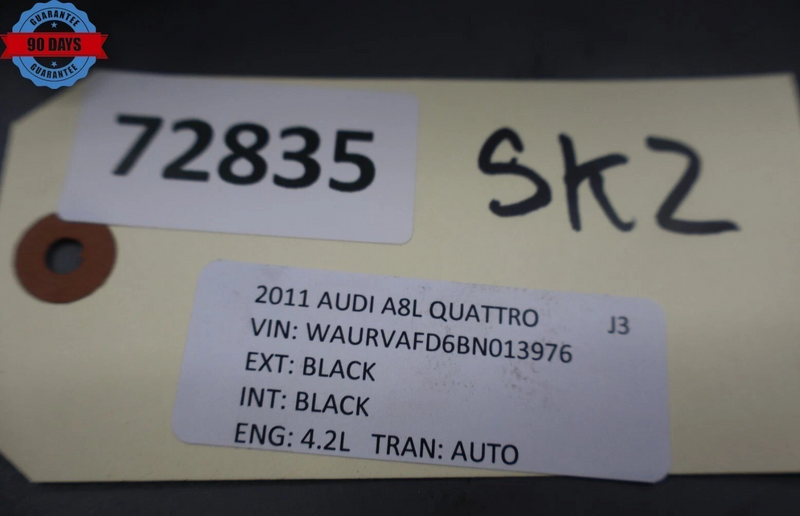 GUARANTEE
90 DAYS
GUARANTEE
72835
SK2
2011 AUDI A8L QUATTRO J3
VIN: WAURVAFD6BN013976
EXT: BLACK
INT: BLACK
ENG: 4.2L TRAN: AUTO